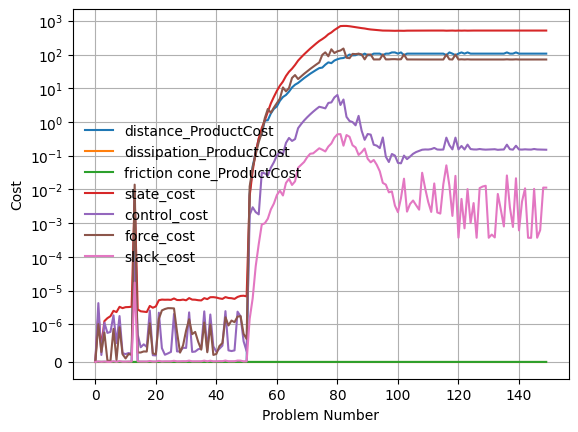 10³
10²
10¹
10⁰
10⁻¹
10⁻²
10⁻³
10⁻⁴
10⁻⁵
10⁻⁶
0
Cost
distance_ProductCost
dissipation_ProductCost
friction cone_ProductCost
state_cost
control_cost
force_cost
slack_cost
0 20 40 60 80 100 120 140
Problem Number